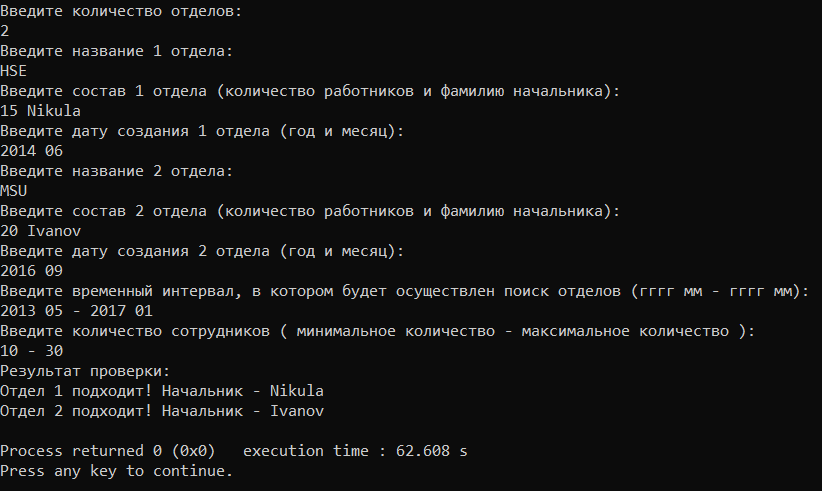 Введите количество отделов:
2
Введите название 1 отдела:
HSE
Введите состав 1 отдела (количество работников и фамилию начальника):
15 Nikula
Введите дату создания 1 отдела (год и месяц):
2014 06
Введите название 2 отдела:
MSU
Введите состав 2 отдела (количество работников и фамилию начальника):
20 Ivanov
Введите дату создания 2 отдела (год и месяц):
2016 09
Введите временный интервал, в котором будет осуществлен поиск отделов (гггг мм - гггг мм):
2013 05 - 2017 01
Введите количество сотрудников ( минимальное количество - максимальное количество ):
10 - 30
Результат проверки:
Отдел 1 подходит! Начальник - Nikula
Отдел 2 подходит! Начальник - Ivanov
Process returned 0 (0x0)   execution time : 62.608 s
Press any key to continue.